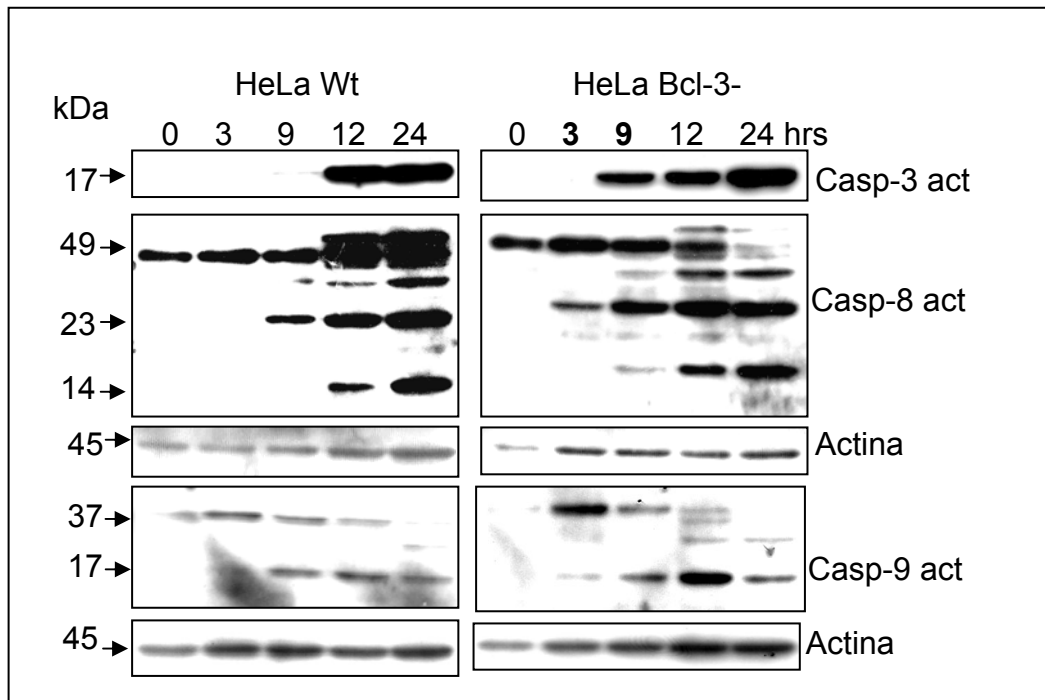 HeLa Wt HeLa Bcl-3-
kDa
0 3 9 12 24 0 3 9 12 24 hrs
17 Casp-3 act
49
23 Casp-8 act
14
45 Actina
37
17 Casp-9 act
45 Actina